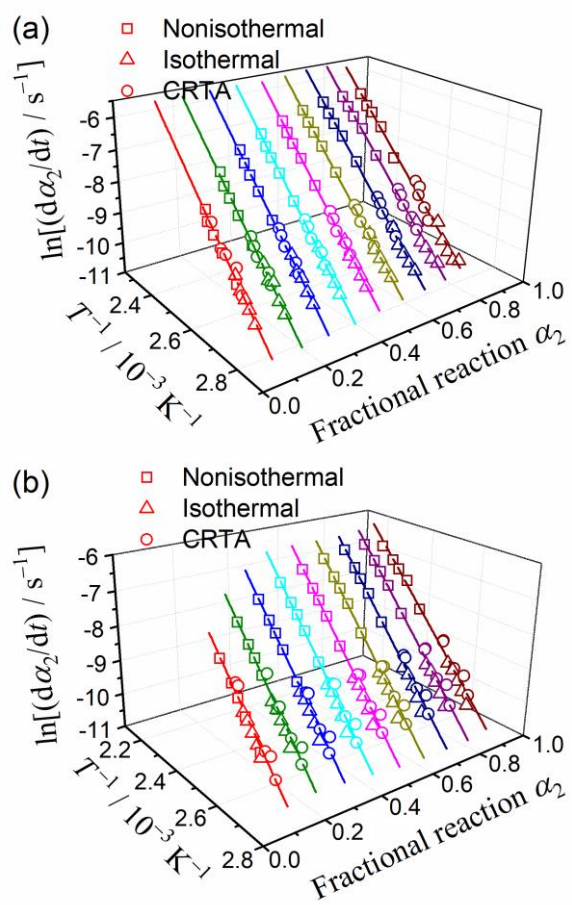 (a)
Nonisothermal
Isothermal
CRTA
ln[(dα₂/dt) / s⁻¹]
-6
-7
-8
-9
-10
-11
2.4
2.6
2.8
T⁻¹ / 10⁻³ K⁻¹
0.0
0.2
0.4
0.6
0.8
1.0
Fractional reaction α₂
(b)
Nonisothermal
Isothermal
CRTA
ln[(dα₂/dt) / s⁻¹]
-6
-7
-8
-9
-10
-11
2.2
2.4
2.6
2.8
T⁻¹ / 10⁻³ K⁻¹
0.0
0.2
0.4
0.6
0.8
1.0
Fractional reaction α₂